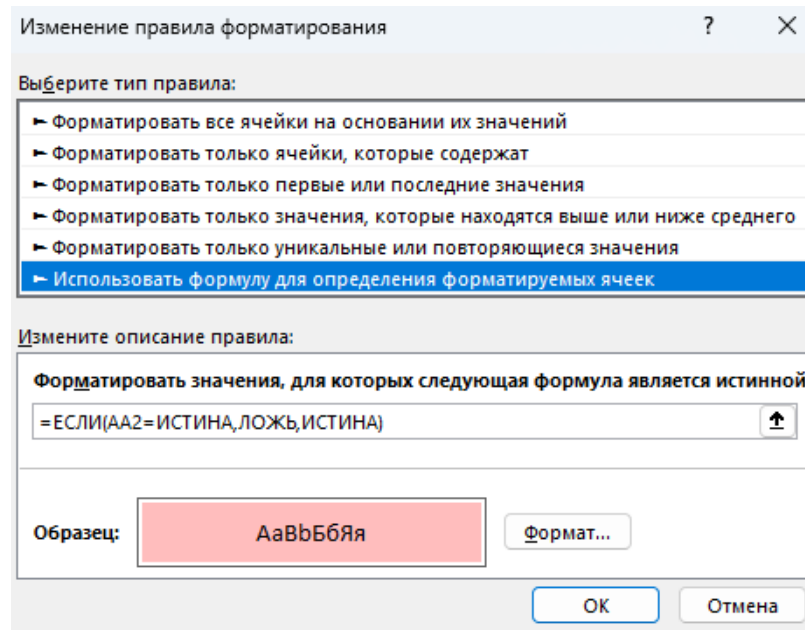 Изменение правила форматирования ? ×
Выберите тип правила:
► Форматировать все ячейки на основании их значений
► Форматировать только ячейки, которые содержат
► Форматировать только первые или последние значения
► Форматировать только значения, которые находятся выше или ниже среднего
► Форматировать только уникальные или повторяющиеся значения
► Использовать формулу для определения форматируемых ячеек
Измените описание правила:
Форматировать значения, для которых следующая формула является истинной
=ЕСЛИ(AA2=ИСТИНА,ЛОЖЬ,ИСТИНА)
Образец: АаВbБбЯя Формат...
ОК Отмена